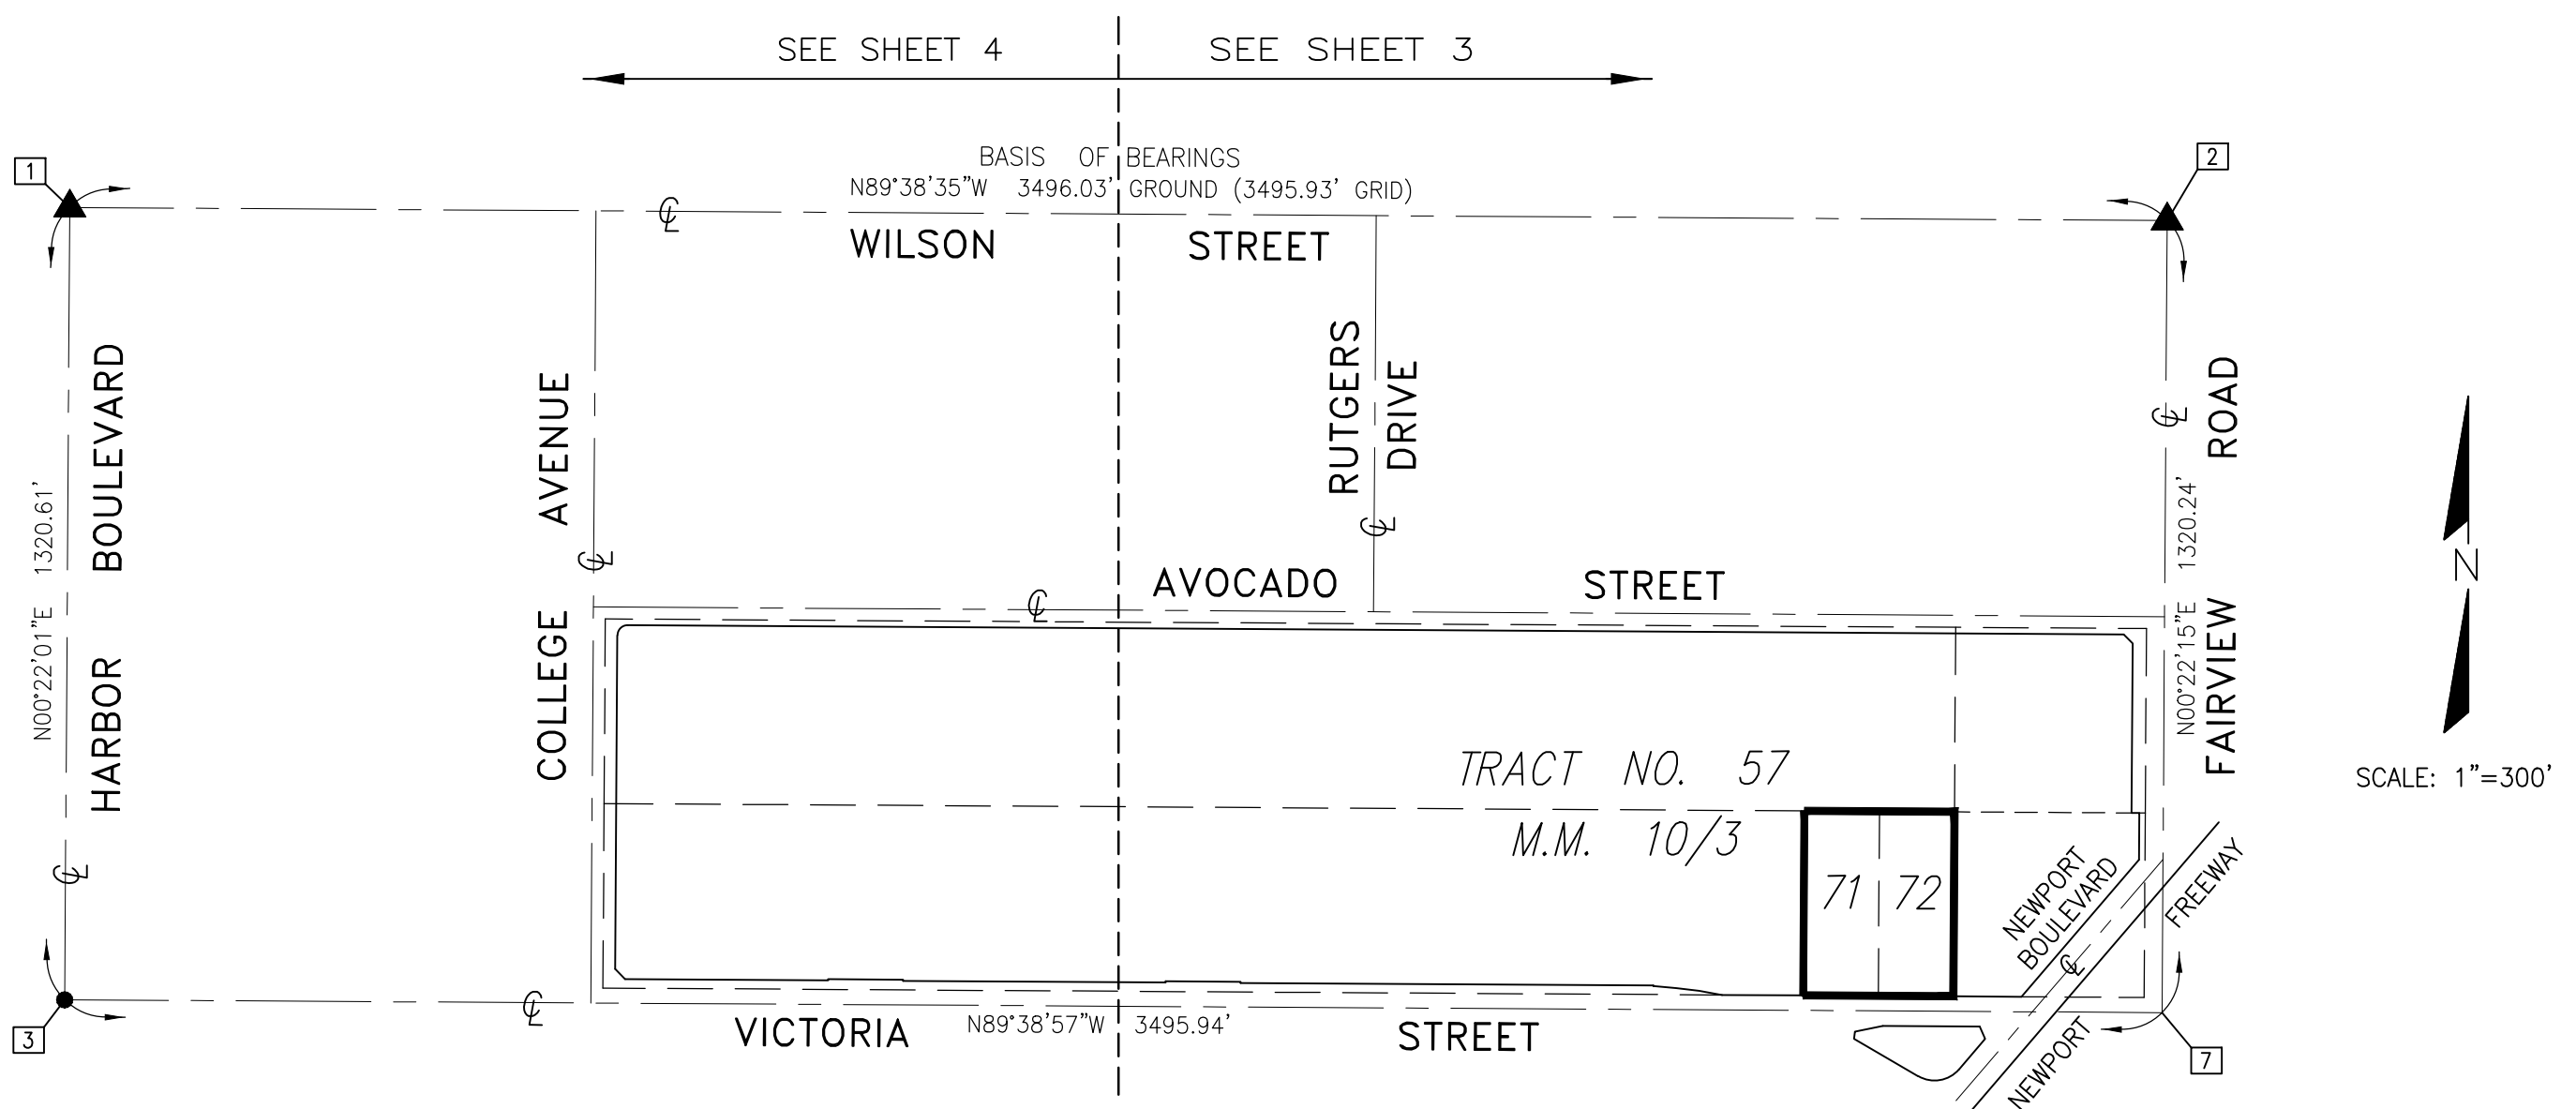 SEE SHEET 4
SEE SHEET 3
BASIS OF BEARINGS
N89°38'35"W 3496.03' GROUND (3495.93' GRID)
1
2
℄
WILSON STREET
HARBOR BOULEVARD
N00°22'01"E 1320.61'
℄
COLLEGE AVENUE
℄
RUTGERS
DRIVE
℄
FAIRVIEW ROAD
N00°22'15"E 1320.24'
℄
N
SCALE: 1"=300'
℄
AVOCADO STREET
TRACT NO. 57
M.M. 10/3
71
72
NEWPORT
BOULEVARD
℄
NEWPORT FREEWAY
3
℄
VICTORIA STREET
N89°38'57"W 3495.94'
7